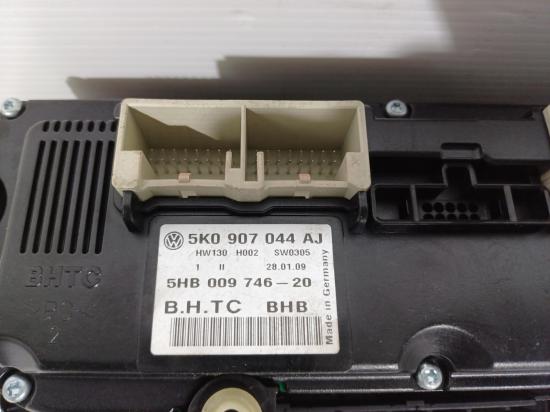 5K0 907 044 AJ
HW130 H002 SW0305
1 II 28.01.09
5HB 009 746-20
B.H.TC BHB
Made in Germany
BHTC